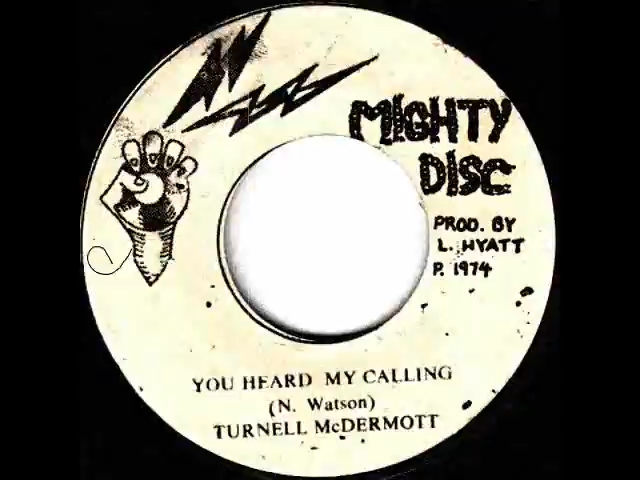 MIGHTY
DISC
PROD. BY
L. HYATT
P. 1974
YOU HEARD MY CALLING
(N. Watson)
TURNELL McDERMOTT